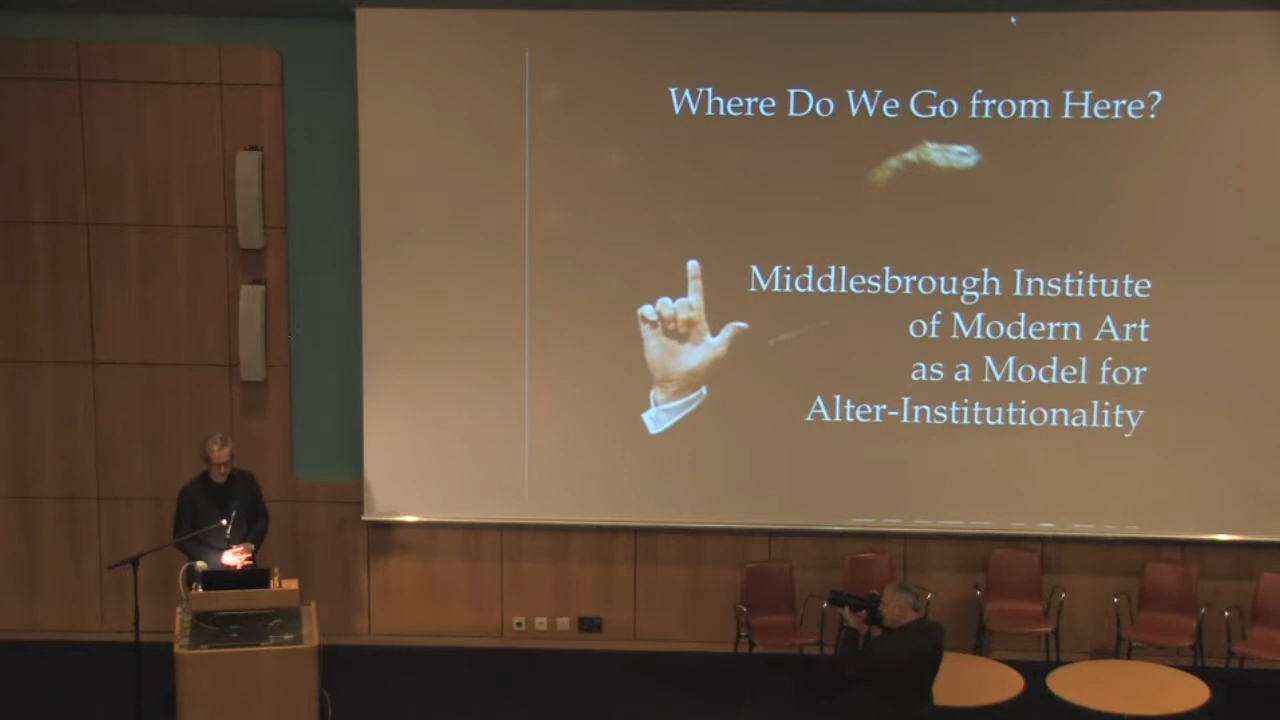 Where Do We Go from Here?
Middlesbrough Institute
of Modern Art
as a Model for
Alter-Institutionality